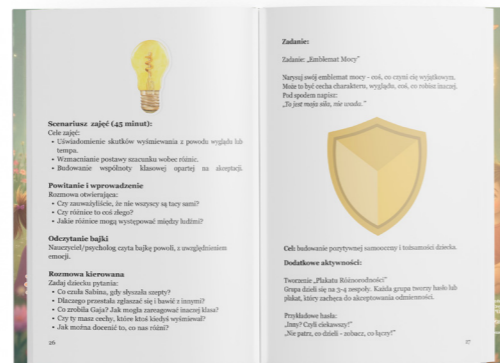 Scenariusz zajęć (45 minut):
Cele zajęć:
• Uświadomienie skutków wyśmiewania z powodu wyglądu lub
tempa.
• Wzmacnianie postawy szacunku wobec różnic.
• Budowanie wspólnoty klasowej opartej na akceptacji.
Powitanie i wprowadzenie
Rozmowa otwierająca:
• Czy zauważyliście, że nie wszyscy są tacy sami?
• Czy różnice to coś złego?
• Jakie różnice mogą występować między ludźmi?
Odczytanie bajki
Nauczyciel/psycholog czyta bajkę powoli, z uwzględnieniem
emocji.
Rozmowa kierowana
Zadaj dziecku pytania:
• Co czuła Sabina, gdy słyszała szepty?
• Dlaczego przestała zgłaszać się i bawić z innymi?
• Co zrobiła Gaja? Jak mogła zareagować inaczej klasa?
• Czy ty masz cechy, które ktoś kiedyś wyśmiewał?
• Jak można docenić to, co nas różni?
26
Zadanie:
Zadanie: „Emblemat Mocy”
Narysuj swój emblemat mocy – coś, co czyni cię wyjątkowym.
Może to być cecha charakteru, wyglądu, coś, co robisz inaczej.
Pod spodem napisz:
„To jest moja siła, nie wada.”
Cel: budowanie pozytywnej samooceny i tożsamości dziecka.
Dodatkowe aktywności:
Tworzenie „Plakatu Różnorodności”
Grupa dzieli się na 3-4 zespoły. Każda grupa tworzy hasło lub
plakat, który zachęca do akceptowania odmienności.
Przykładowe hasła:
„Inny? Czyli ciekawszy!”
„Nie patrz, co dzieli – zobacz, co łączy!”
27